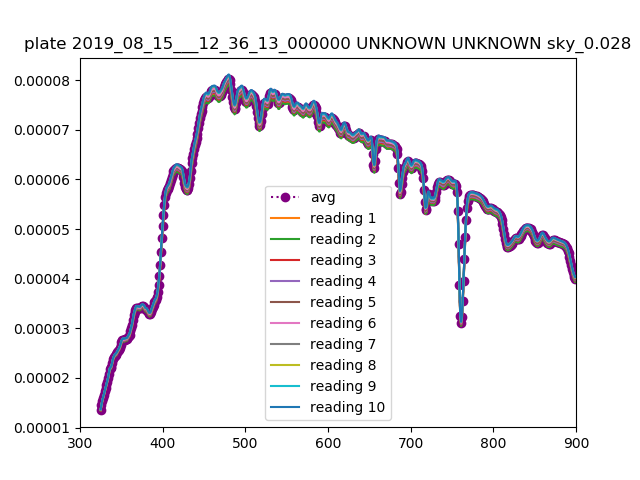 plate 2019_08_15___12_36_13_000000 UNKNOWN UNKNOWN sky_0.028
0.00008
0.00007
0.00006
0.00005
0.00004
0.00003
0.00002
0.00001
avg
reading 1
reading 2
reading 3
reading 4
reading 5
reading 6
reading 7
reading 8
reading 9
reading 10
300 400 500 600 700 800 900